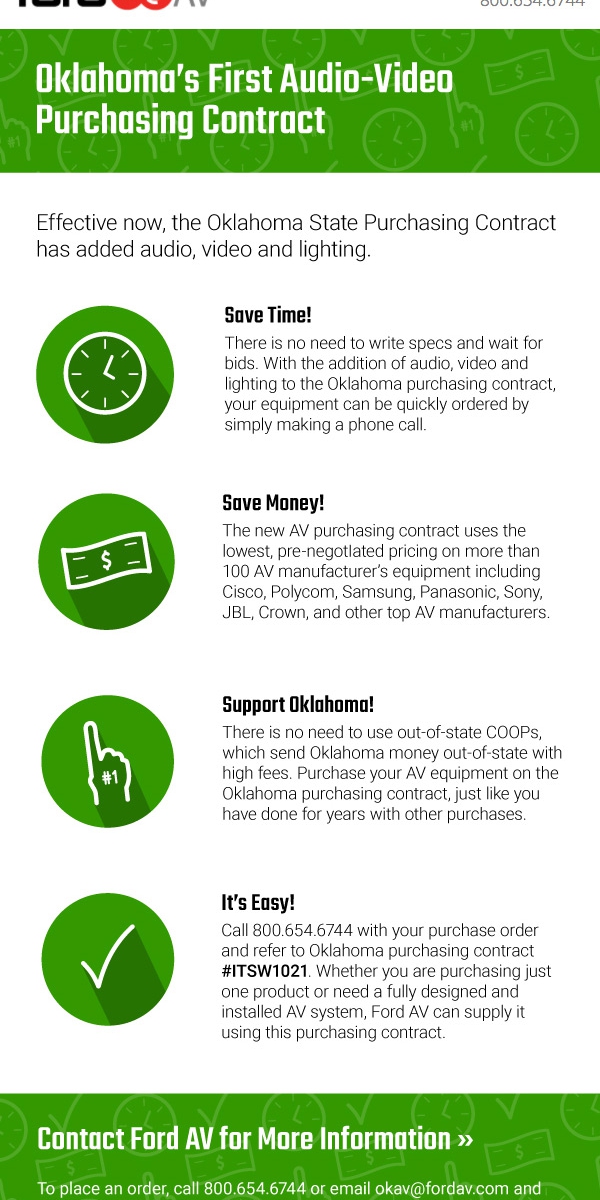 AV
800.654.6744
Oklahoma's First Audio-Video
Purchasing Contract
Effective now, the Oklahoma State Purchasing Contract
has added audio, video and lighting.
Save Time!
There is no need to write specs and wait for
bids. With the addition of audio, video and
lighting to the Oklahoma purchasing contract,
your equipment can be quickly ordered by
simply making a phone call.
$
Save Money!
The new AV purchasing contract uses the
lowest, pre-negotlated pricing on more than
100 AV manufacturer's equipment including
Cisco, Polycom, Samsung, Panasonic, Sony,
JBL, Crown, and other top AV manufacturers.
#1
Support Oklahoma!
There is no need to use out-of-state COOPs,
which send Oklahoma money out-of-state with
high fees. Purchase your AV equipment on the
Oklahoma purchasing contract, just like you
have done for years with other purchases.
It's Easy!
Call 800.654.6744 with your purchase order
and refer to Oklahoma purchasing contract
#ITSW1021. Whether you are purchasing just
one product or need a fully designed and
installed AV system, Ford AV can supply it
using this purchasing contract.
Contact Ford AV for More Information »
To place an order, call 800.654.6744 or email okav@fordav.com and